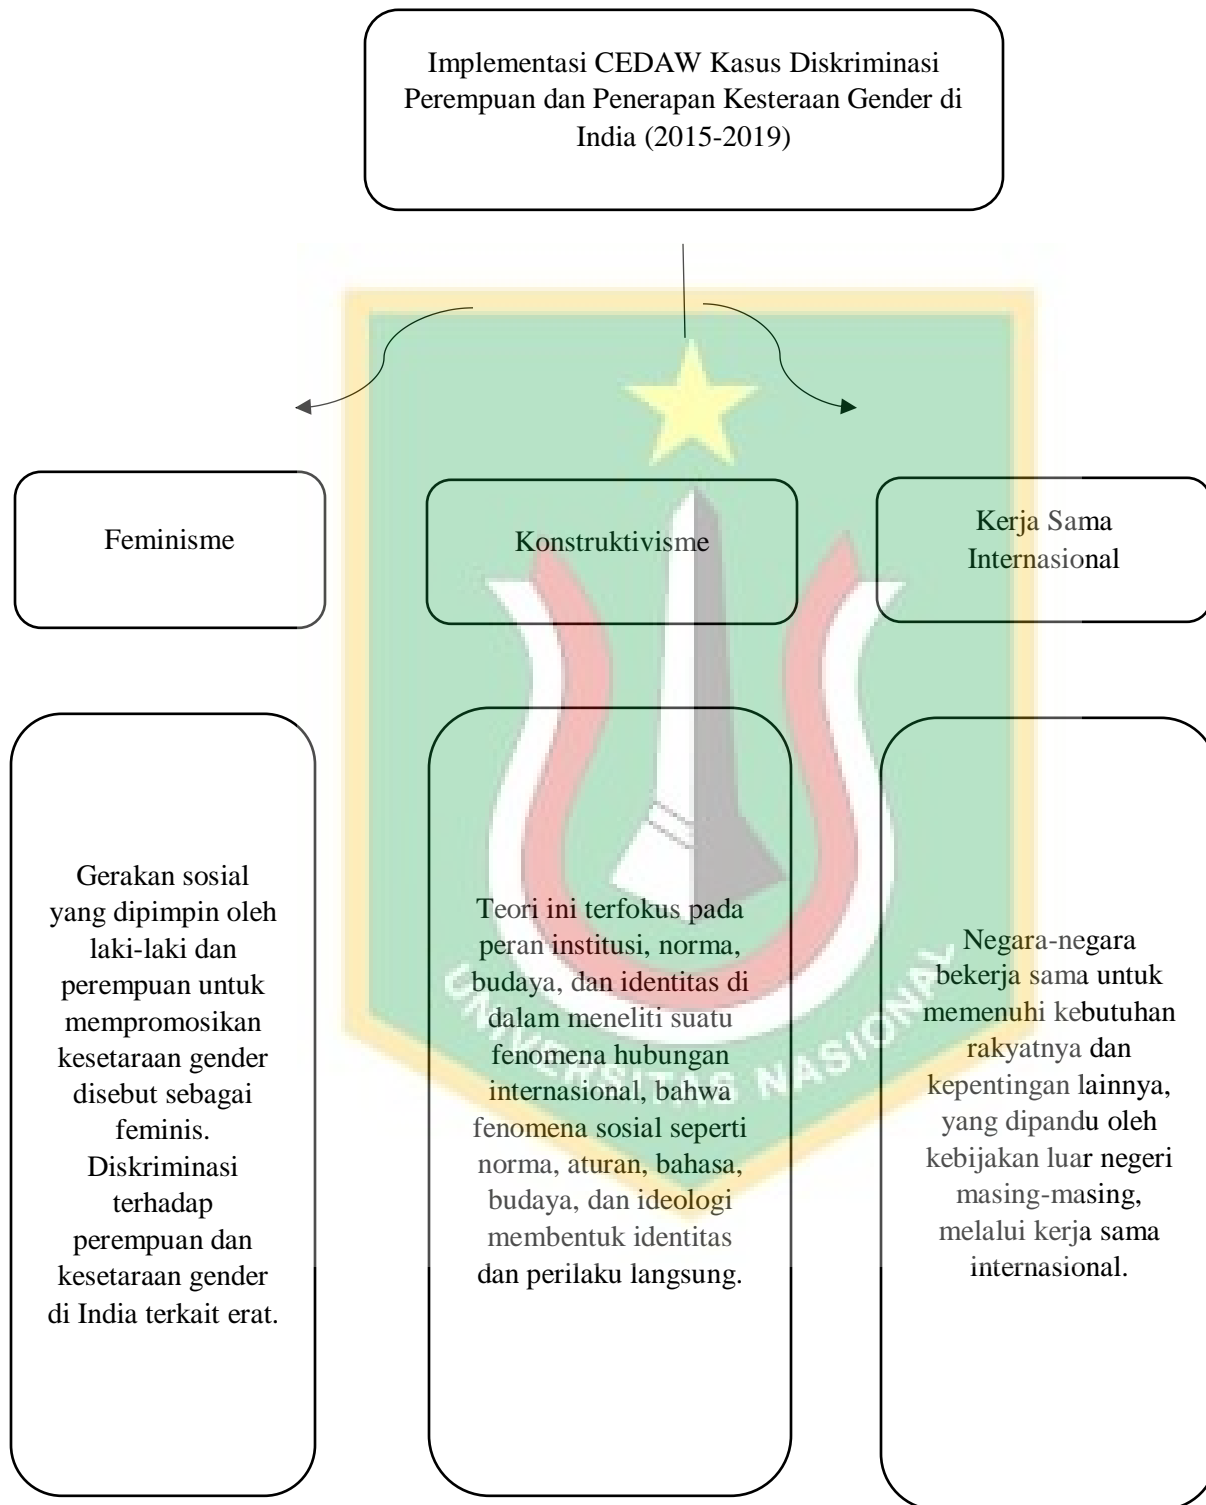 Implementasi CEDAW Kasus Diskriminasi
Perempuan dan Penerapan Kesteraan Gender di
India (2015-2019)
Feminisme
Konstruktivisme
Kerja Sama
Internasional
Gerakan sosial
yang dipimpin oleh
laki-laki dan
perempuan untuk
mempromosikan
kesetaraan gender
disebut sebagai
feminis.
Diskriminasi
terhadap
perempuan dan
kesetaraan gender
di India terkait erat.
Teori ini terfokus pada
peran institusi, norma,
budaya, dan identitas di
dalam meneliti suatu
fenomena hubungan
internasional, bahwa
fenomena sosial seperti
norma, aturan, bahasa,
budaya, dan ideologi
membentuk identitas
dan perilaku langsung.
Negara-negara
bekerja sama untuk
memenuhi kebutuhan
rakyatnya dan
kepentingan lainnya,
yang dipandu oleh
kebijakan luar negeri
masing-masing,
melalui kerja sama
internasional.
UNIVERSITAS NASIONAL